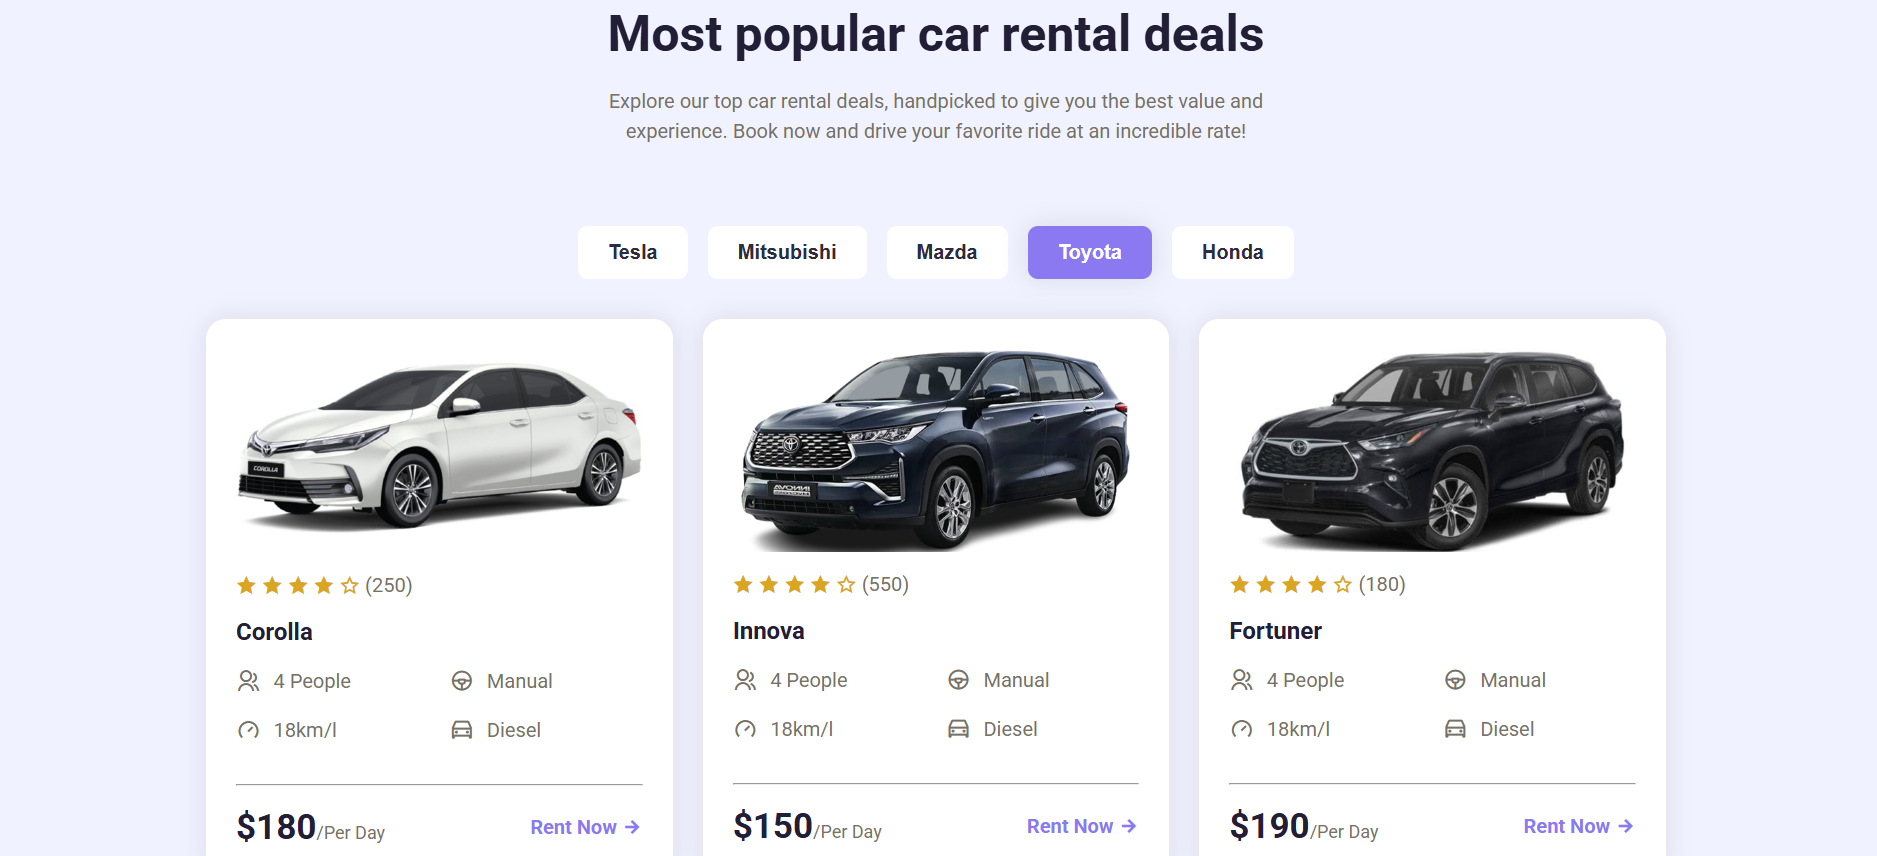 Most popular car rental deals
Explore our top car rental deals, handpicked to give you the best value and
experience. Book now and drive your favorite ride at an incredible rate!
Tesla
Mitsubishi
Mazda
Toyota
Honda
COROLLA
(250)
Corolla
4 People
Manual
18km/l
Diesel
$180/Per Day
Rent Now
(550)
Innova
4 People
Manual
18km/l
Diesel
$150/Per Day
Rent Now
(180)
Fortuner
4 People
Manual
18km/l
Diesel
$190/Per Day
Rent Now